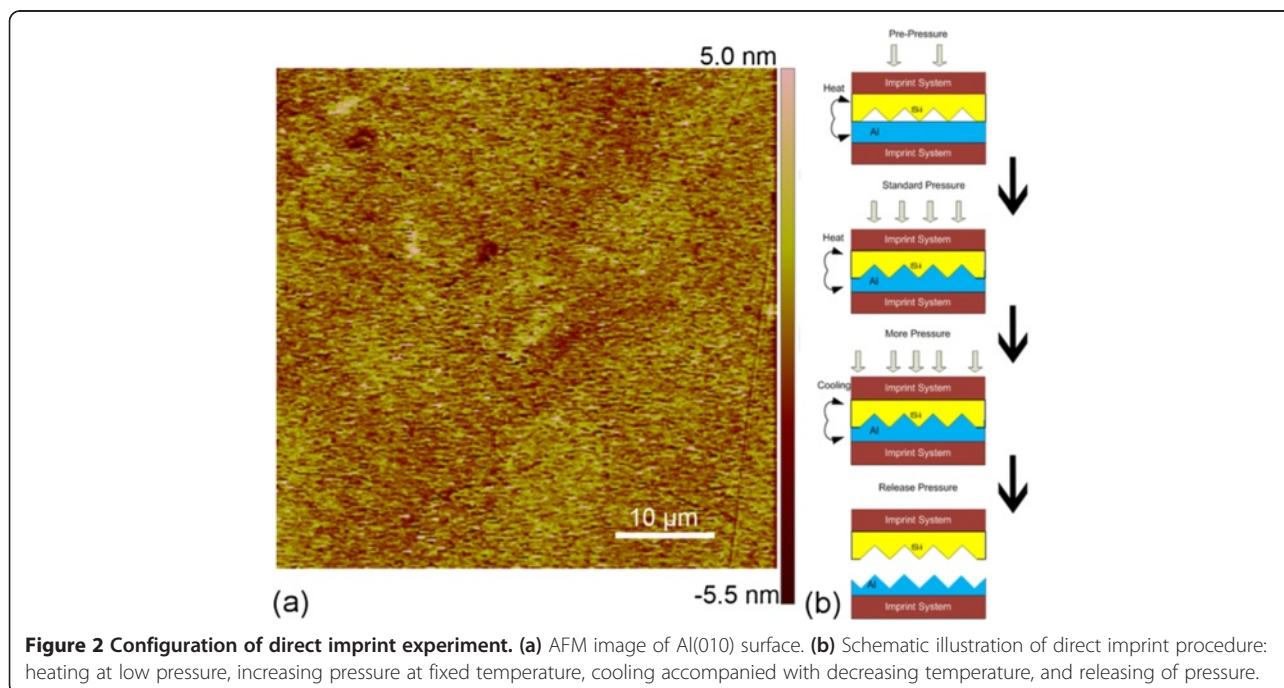 5.0 nm
10 µm
-5.5 nm
(a)
Pre-Pressure
Imprint System
Heat
Si
Al
Imprint System
Standard Pressure
Imprint System
Heat
Si
Al
Imprint System
More Pressure
Imprint System
Cooling
Si
Al
Imprint System
Release Pressure
Imprint System
Si
Al
Imprint System
(b)
Figure 2 Configuration of direct imprint experiment. (a) AFM image of Al(010) surface. (b) Schematic illustration of direct imprint procedure:
heating at low pressure, increasing pressure at fixed temperature, cooling accompanied with decreasing temperature, and releasing of pressure.